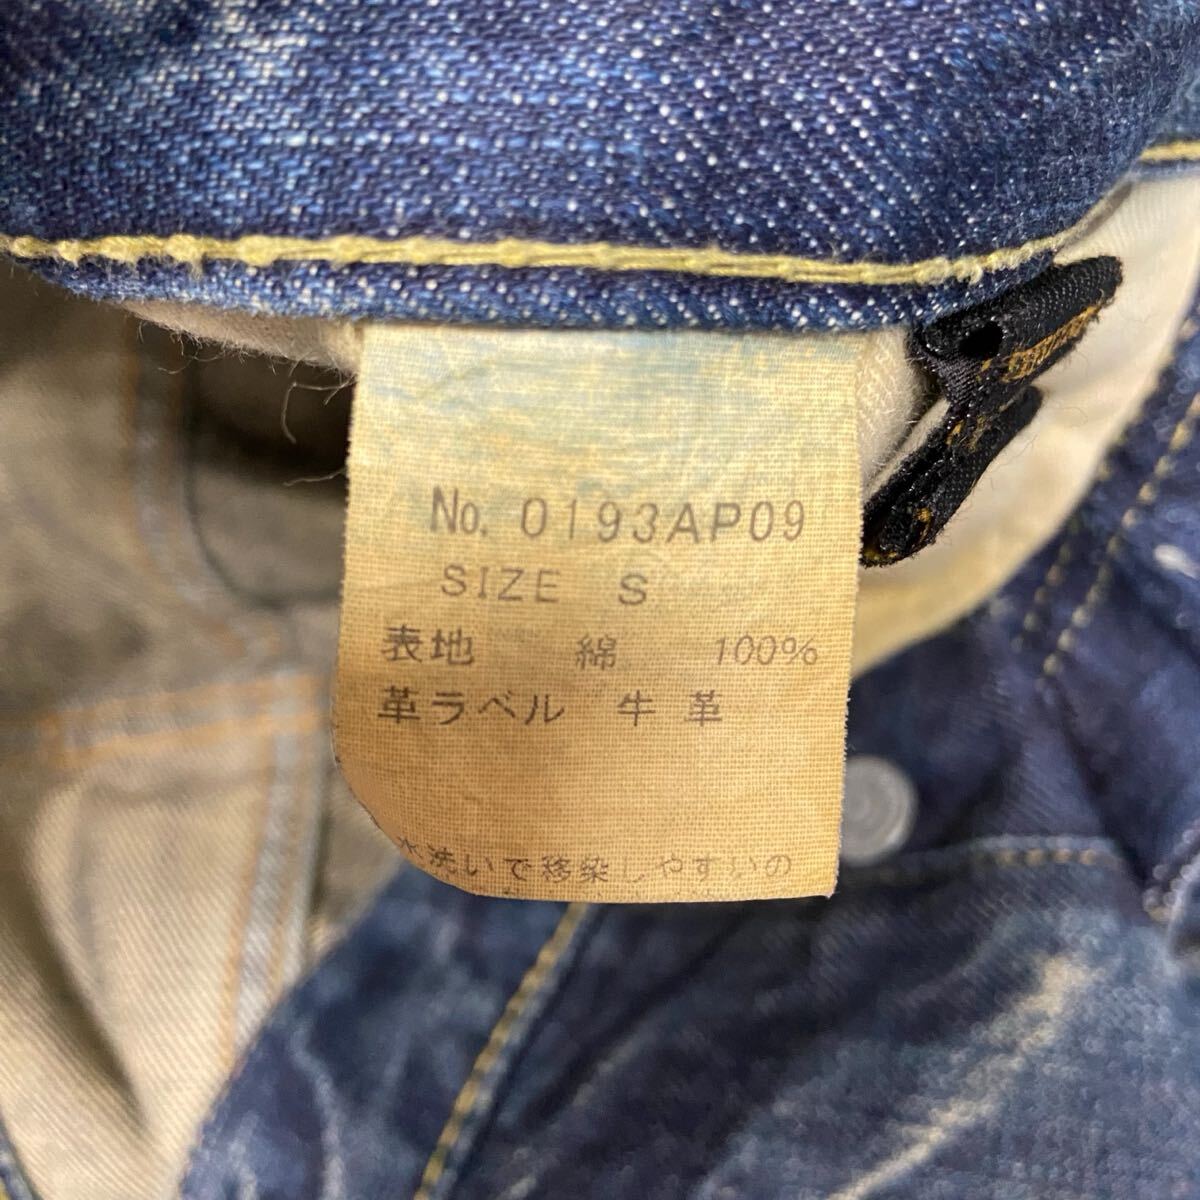 No. 0193AP09
SIZE S
表地 綿 100%
革ラベル 牛革
水洗いで移染しやすいの